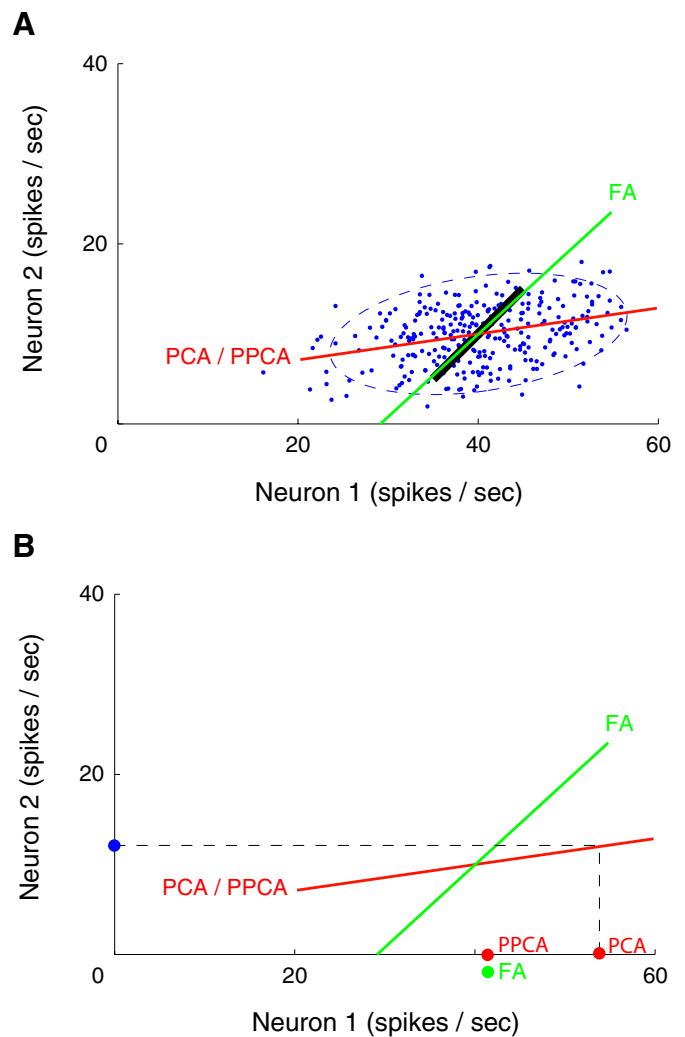 A
40
Neuron 2 (spikes / sec)
FA
20
PCA / PPCA
0
20
40
60
Neuron 1 (spikes / sec)
B
40
Neuron 2 (spikes / sec)
FA
20
PCA / PPCA
PPCA
PCA
FA
0
20
60
Neuron 1 (spikes / sec)